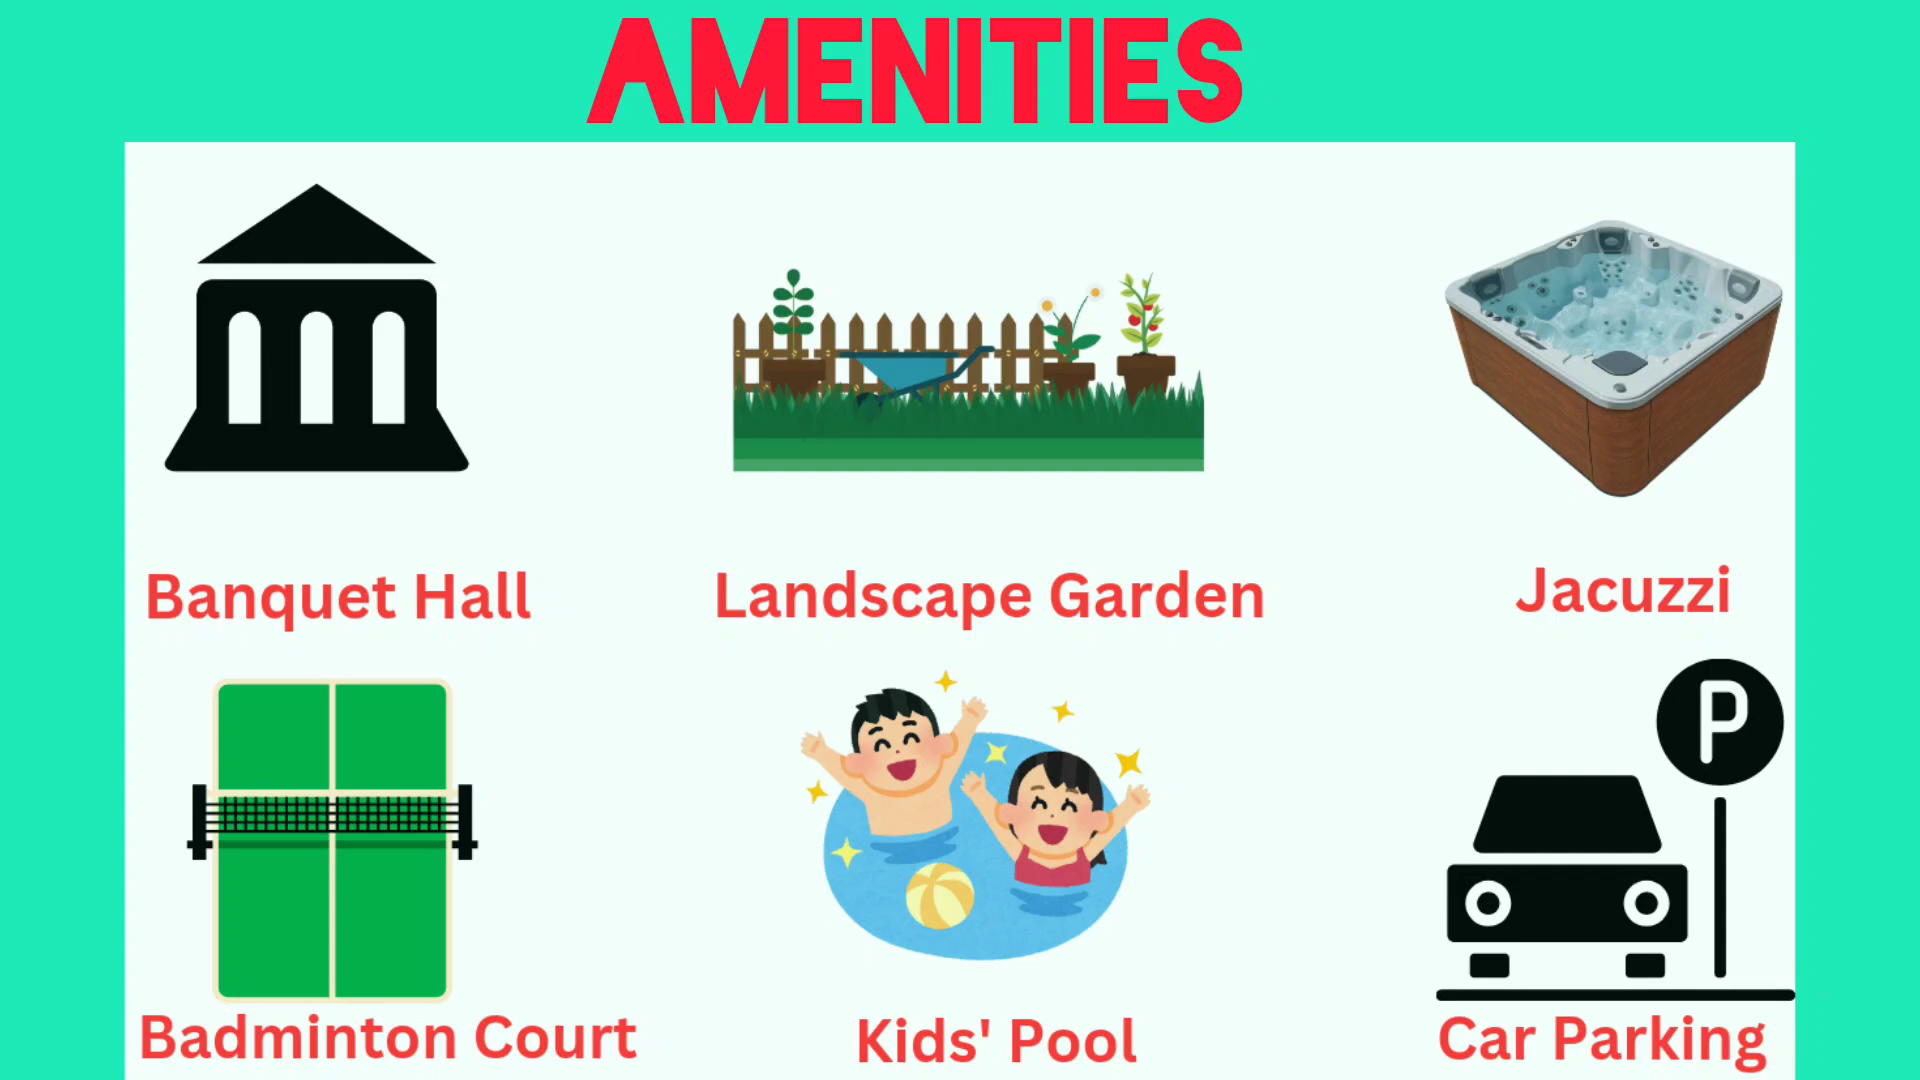 AMENITIES
Banquet Hall
Landscape Garden
Jacuzzi
P
Badminton Court
Kids' Pool
Car Parking